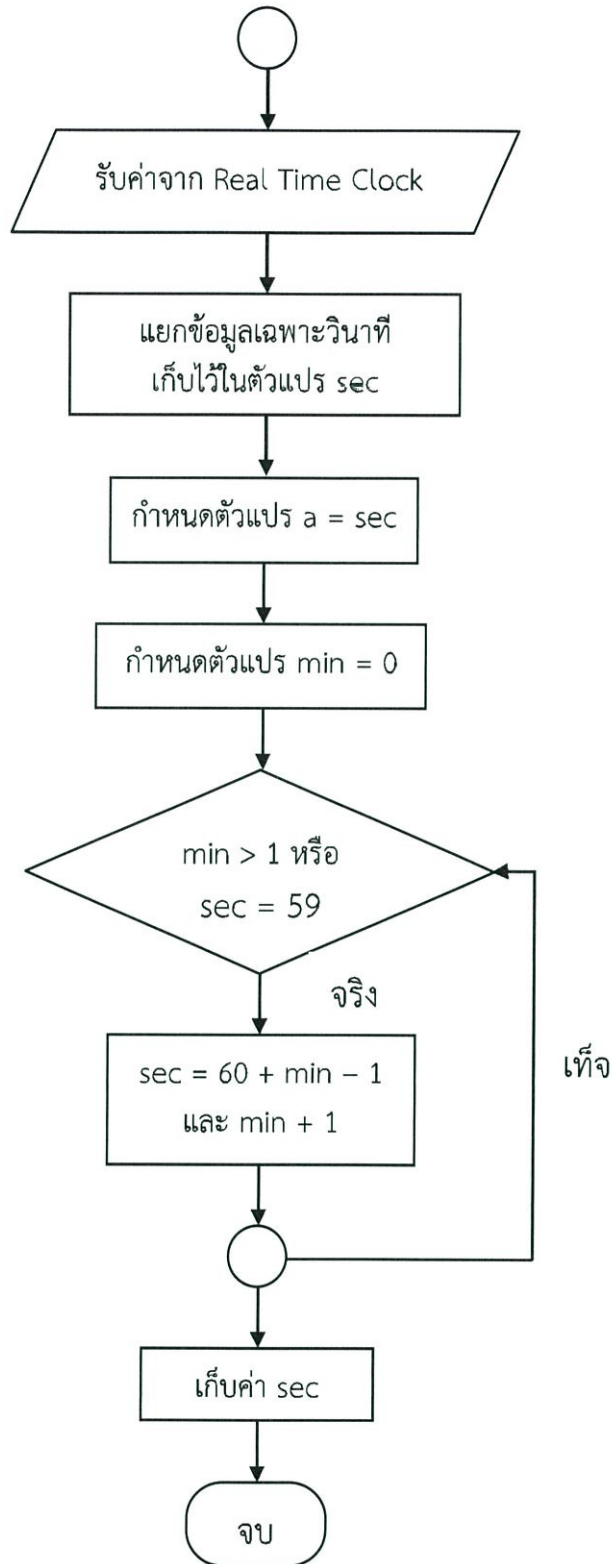 รับค่าจาก Real Time Clock
แยกข้อมูลเฉพาะวินาที
เก็บไว้ในตัวแปร sec
กำหนดตัวแปร a = sec
กำหนดตัวแปร min = 0
min > 1 หรือ
sec = 59
จริง
sec = 60 + min – 1
และ min + 1
เท็จ
เก็บค่า sec
จบ